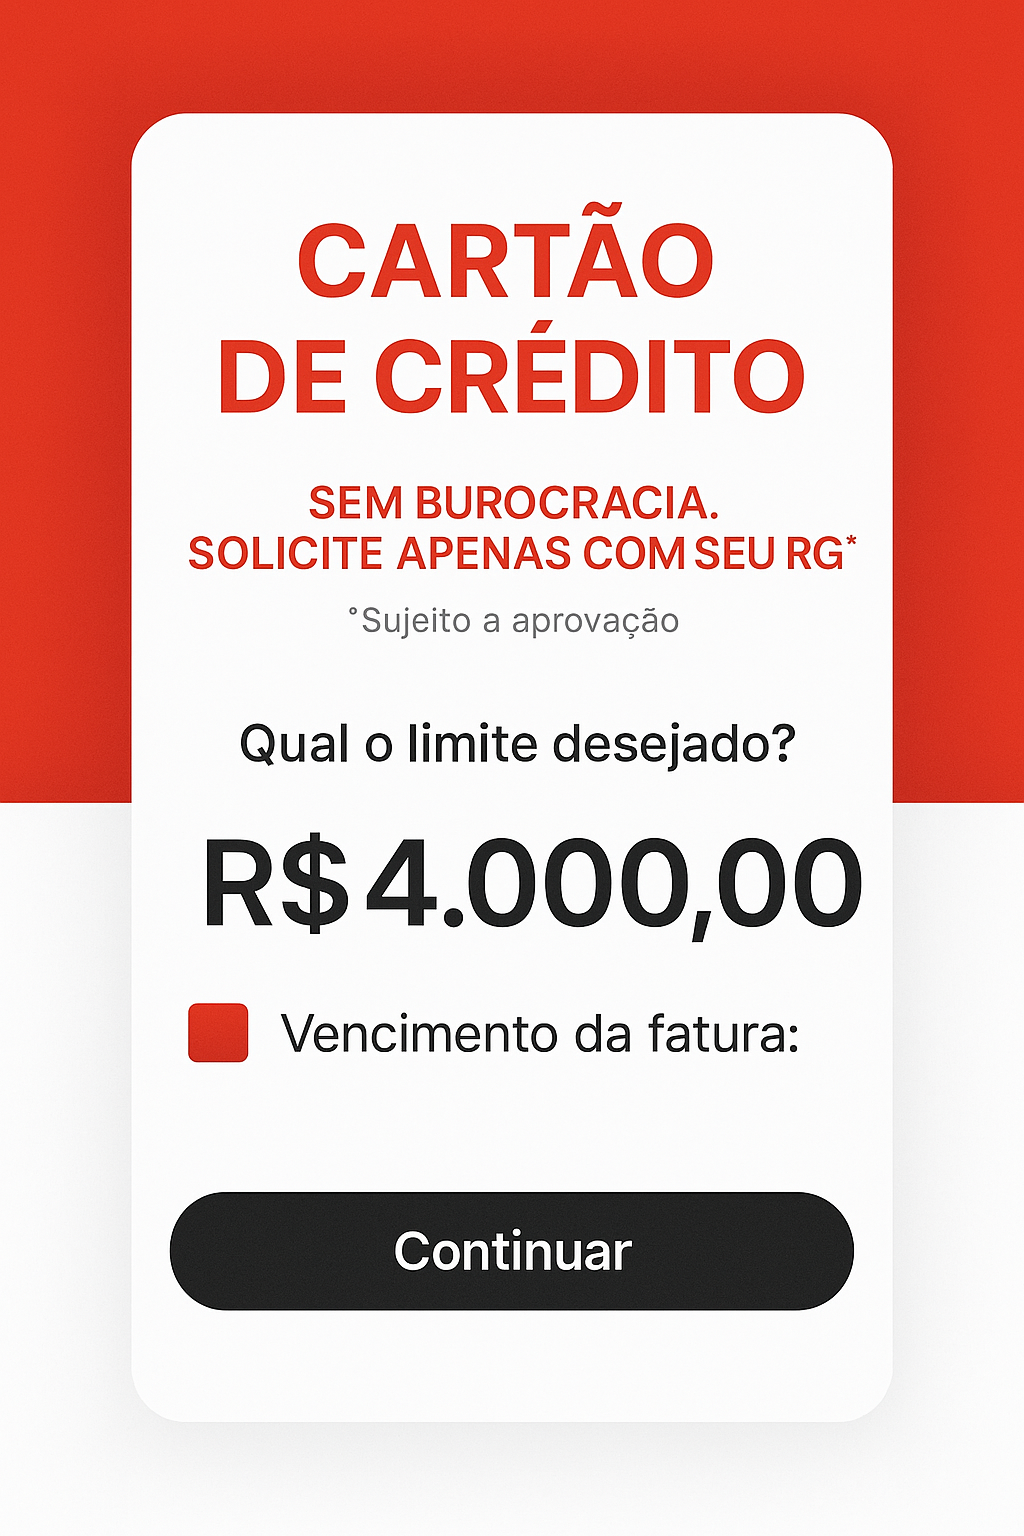 CARTÃO
DE CRÉDITO
SEM BUROCRACIA.
SOLICITE APENAS COM SEU RG*
°Sujeito a aprovação
Qual o limite desejado?
R$ 4.000,00
Vencimento da fatura:
Continuar